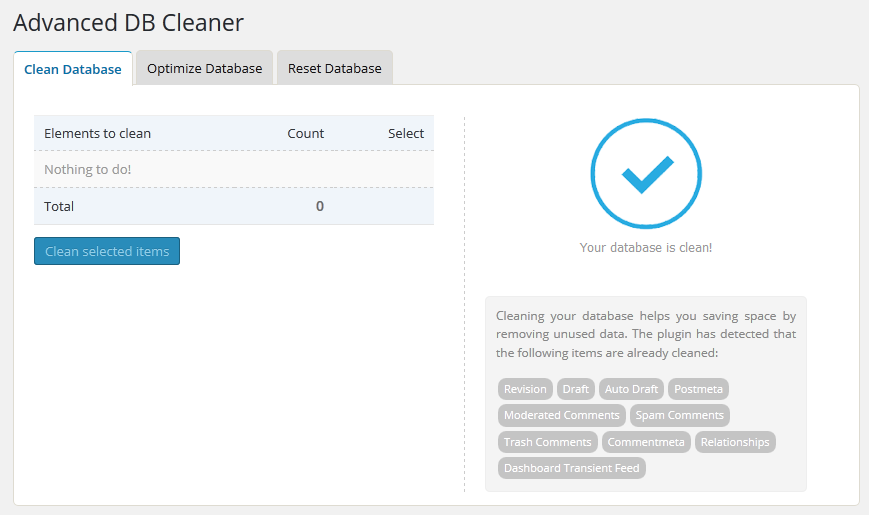 Advanced DB Cleaner
Clean Database Optimize Database Reset Database
Elements to clean Count Select
Nothing to do!
Total 0
Clean selected items
Your database is clean!
Cleaning your database helps you saving space by
removing unused data. The plugin has detected that
the following items are already cleaned:
Revision Draft Auto Draft Postmeta
Moderated Comments Spam Comments
Trash Comments Commentmeta Relationships
Dashboard Transient Feed